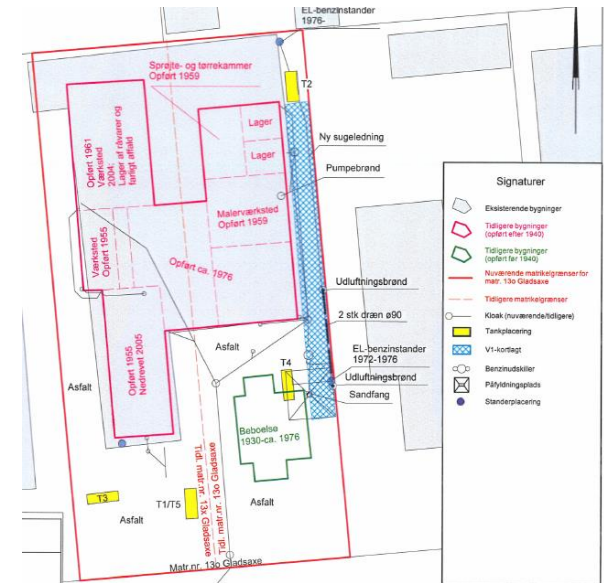 EL-benzinstander
1976-
Sprøjte- og tørrekammer
Opført 1959
T2
Lager
Lager
Ny sugeledning
Pumpebrønd
Opført 1961
Værksted
2004:
Lager af råvarer og
farligt affald
Malerværksted
Opført 1959
Værksted
Opført 1955
Opført ca. 1976
Udluftningsbrønd
2 stk dræn ø90
Asfalt
EL-benzinstander
1972-1976
T4
Udluftningsbrønd
Sandfang
Asfalt
Opført 1955
Nedrevet 2005
Beboelse
1930-ca. 1976
T3
T1/T5
Asfalt
Asfalt
Tidl. matr.nr. 13x Gladsaxe
Tidl. matr.nr. 13o Gladsaxe
Matr.nr. 13o Gladsaxe
Signaturer
Eksisterende bygninger
Tidligere bygninger
(opført efter 1940)
Tidligere bygninger
(opført før 1940)
Nuværende matrikelgrænser for
matr. 13o Gladsaxe
Tidligere matrikelgrænser
Kloak (nuværende/tidligere)
Tankplacering
V1-kortlagt
Benzinudskiller
Påfyldningsplads
Standerplacering